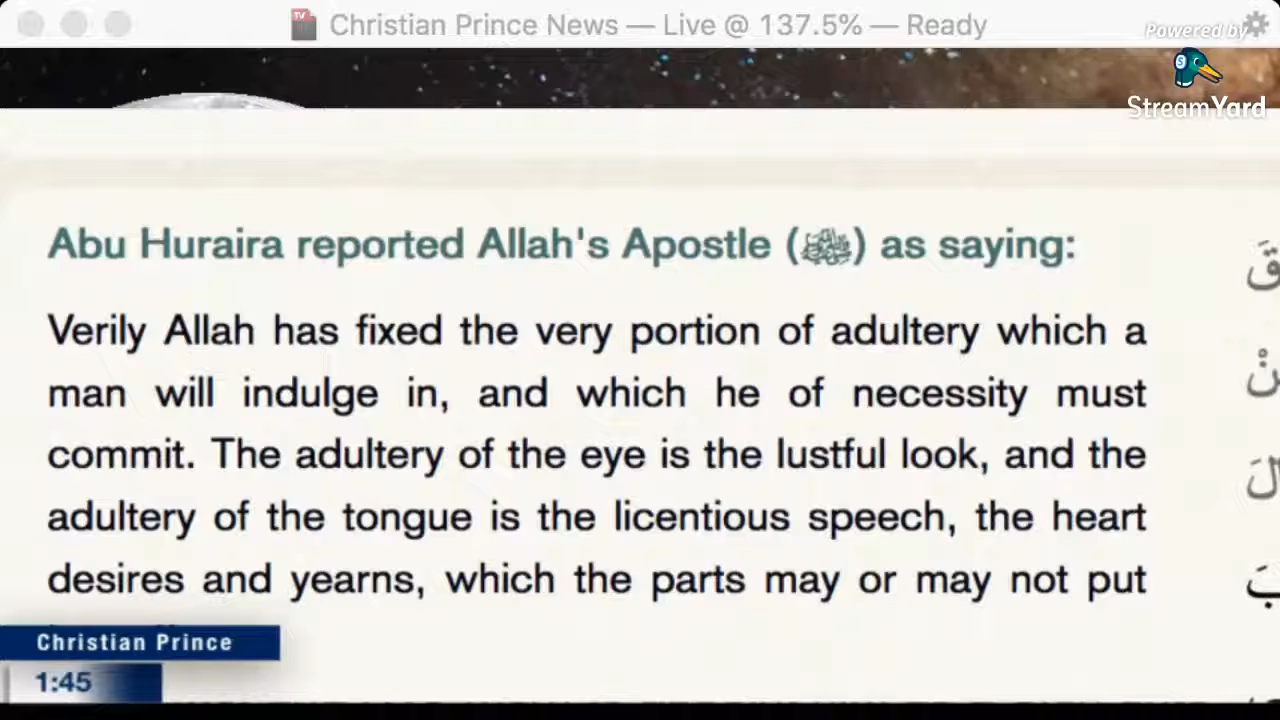 Christian Prince News — Live @ 137.5% — Ready
Powered by
StreamYard
Abu Huraira reported Allah's Apostle (ﷺ) as saying:
Verily Allah has fixed the very portion of adultery which a
man will indulge in, and which he of necessity must
commit. The adultery of the eye is the lustful look, and the
adultery of the tongue is the licentious speech, the heart
desires and yearns, which the parts may or may not put
Christian Prince
1:45